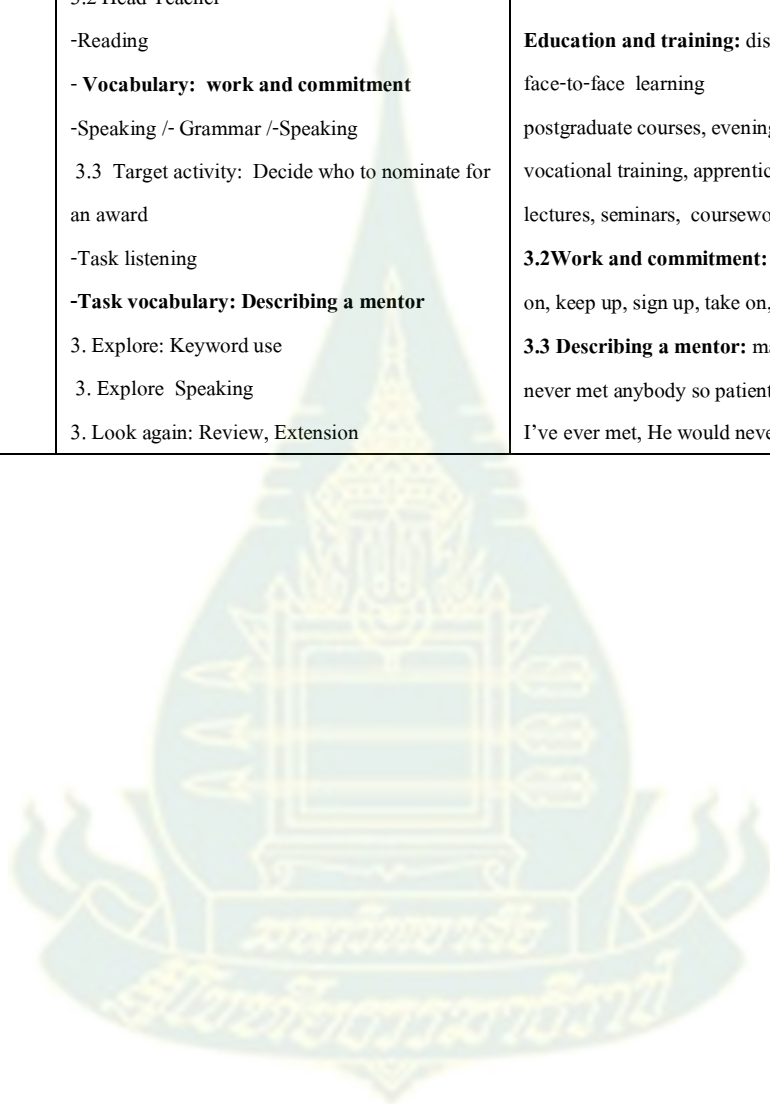 -Reading
- Vocabulary: work and commitment
-Speaking /- Grammar /-Speaking
3.3 Target activity: Decide who to nominate for
an award
-Task listening
-Task vocabulary: Describing a mentor
3. Explore: Keyword use
3. Explore Speaking
3. Look again: Review, Extension
Education and training:
face-to-face learning
postgraduate courses,
vocational training,
lectures, seminars,
3.2Work and commitment:
on, keep up, sign up, take on,
3.3 Describing a mentor:
never met anybody so patient
I've ever met, He would